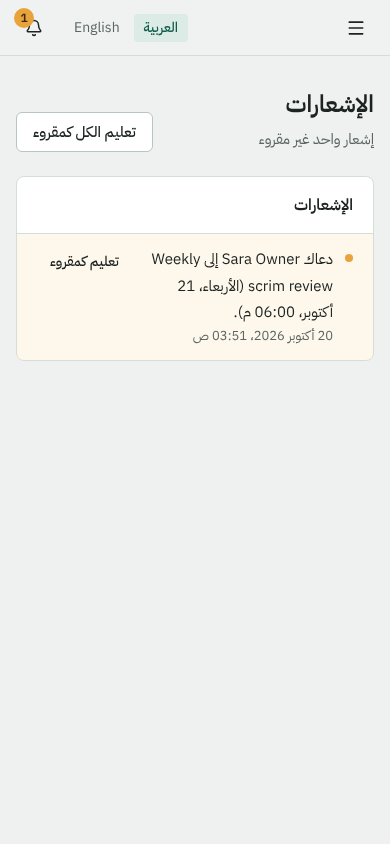 العربية
English
1
الإشعارات
إشعار واحد غير مقروء
تعليم الكل كمقروء
الإشعارات
دعاك Sara Owner إلى Weekly
scrim review (الأربعاء، 21
أكتوبر، 06:00 م).
20 أكتوبر 2026، 03:51 ص
تعليم كمقروء